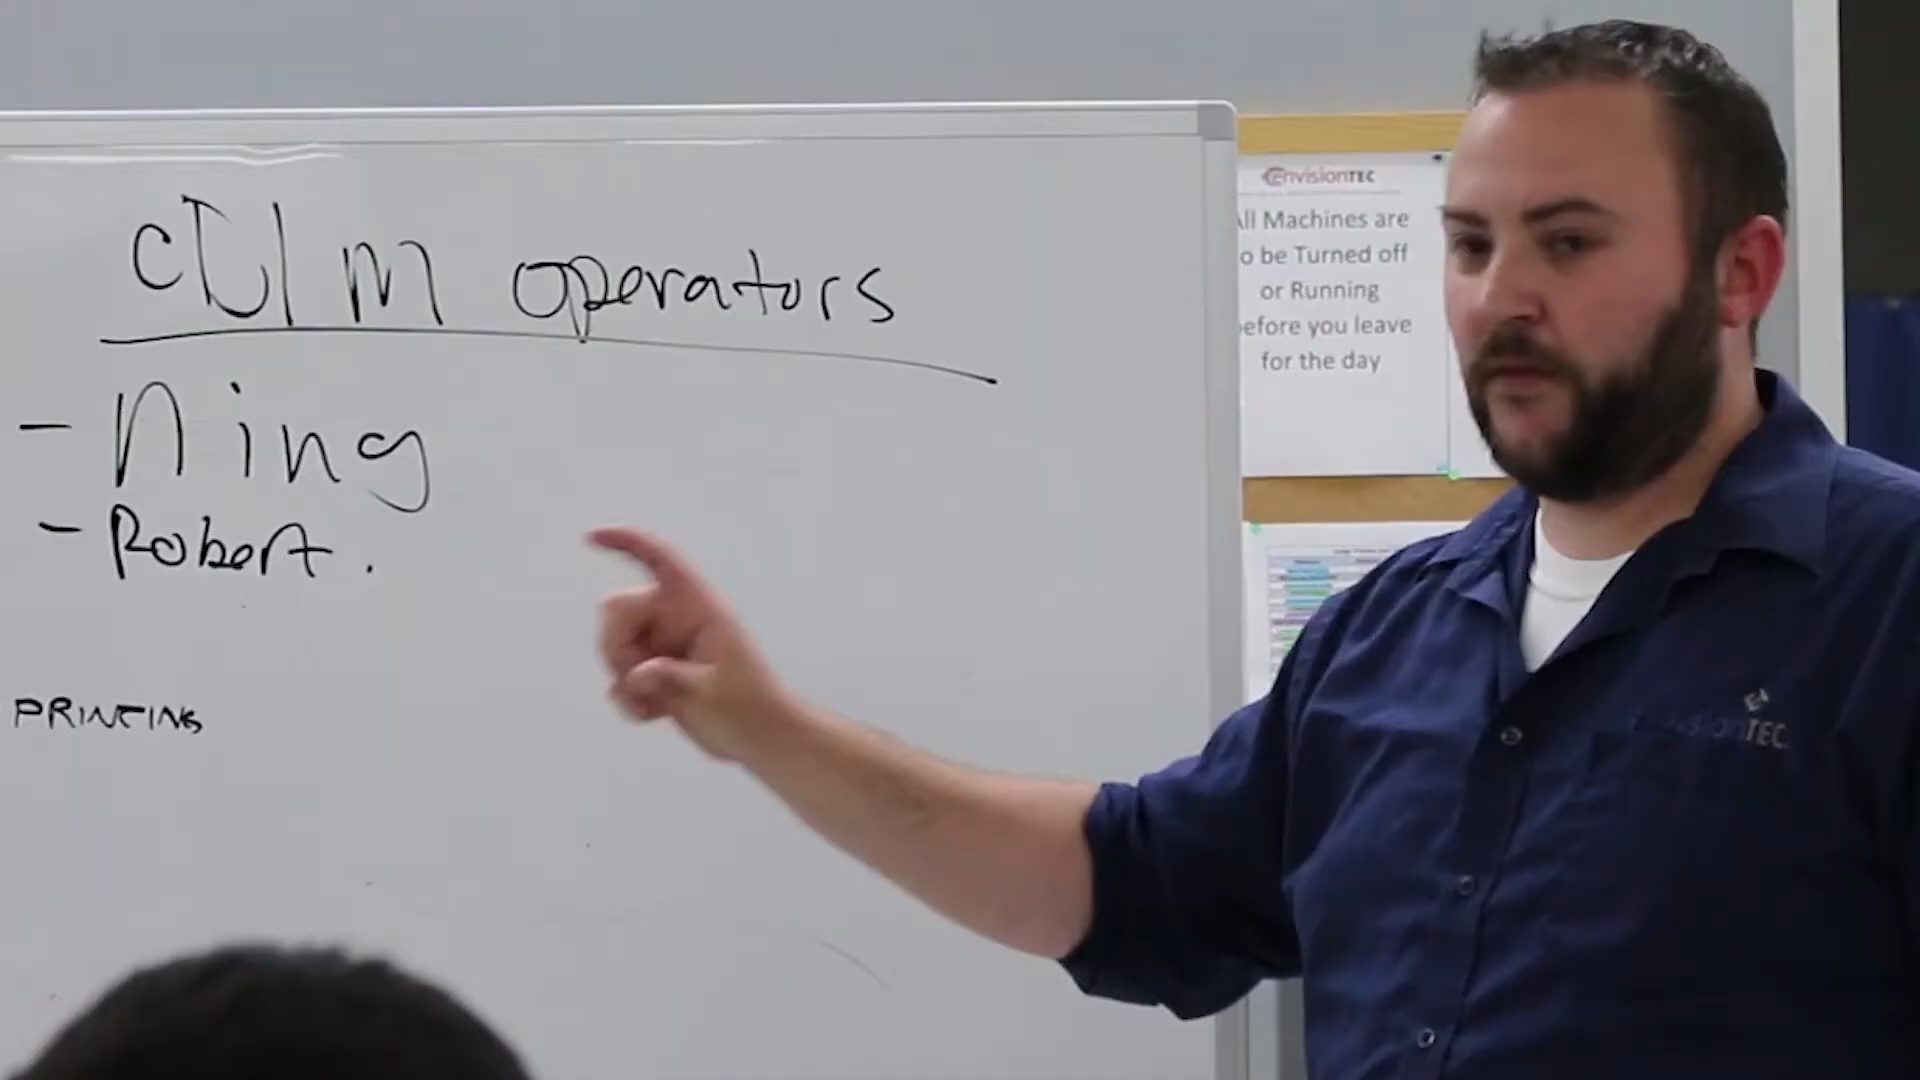 cDLM operators
- Ning
- Robert.
PRINTING
envisionTEC
All Machines are
to be Turned off
or Running
before you leave
for the day
envisionTEC